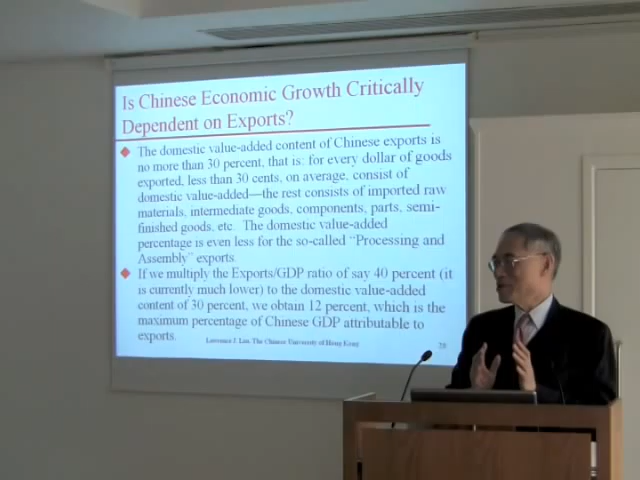 Is Chinese Economic Growth Critically
Dependent on Exports?
The domestic value-added content of Chinese exports is
no more than 30 percent, that is: for every dollar of goods
exported, less than 30 cents, on average, consist of
domestic value-added—the rest consists of imported raw
materials, intermediate goods, components, parts, semi-
finished goods, etc. The domestic value-added
percentage is even less for the so-called “Processing and
Assembly” exports.
If we multiply the Exports/GDP ratio of say 40 percent (it
is currently much lower) to the domestic value-added
content of 30 percent, we obtain 12 percent, which is the
maximum percentage of Chinese GDP attributable to
exports.
Lawrence J. Lau, The Chinese University of Hong Kong